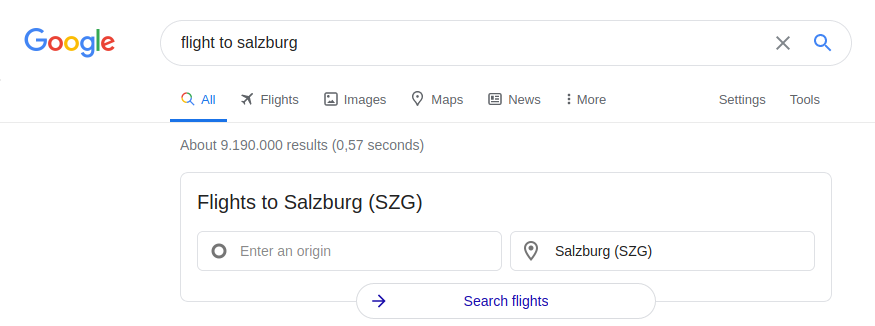 Google
flight to salzburg
All Flights Images Maps News More Settings Tools
About 9.190.000 results (0,57 seconds)
Flights to Salzburg (SZG)
Enter an origin Salzburg (SZG)
Search flights